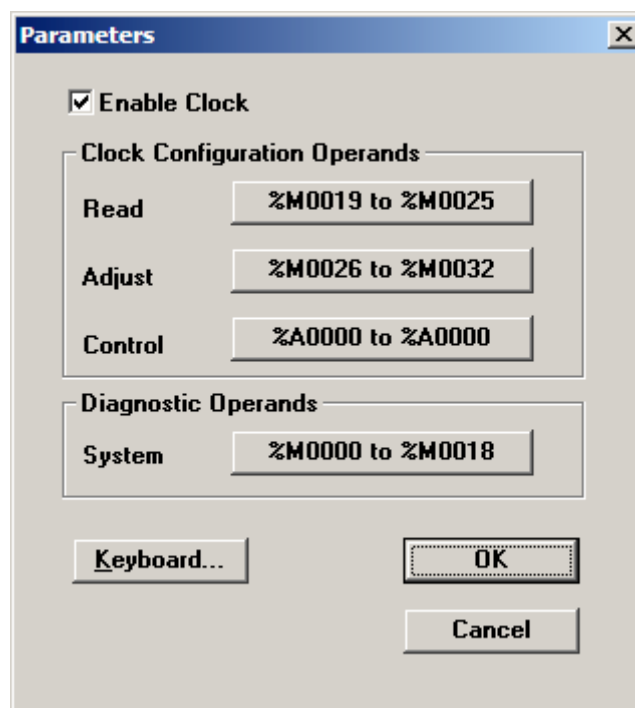 Parameters
Enable Clock
Clock Configuration Operands
Read %M0019 to %M0025
Adjust %M0026 to %M0032
Control %A0000 to %A0000
Diagnostic Operands
System %M0000 to %M0018
Keyboard... OK
Cancel